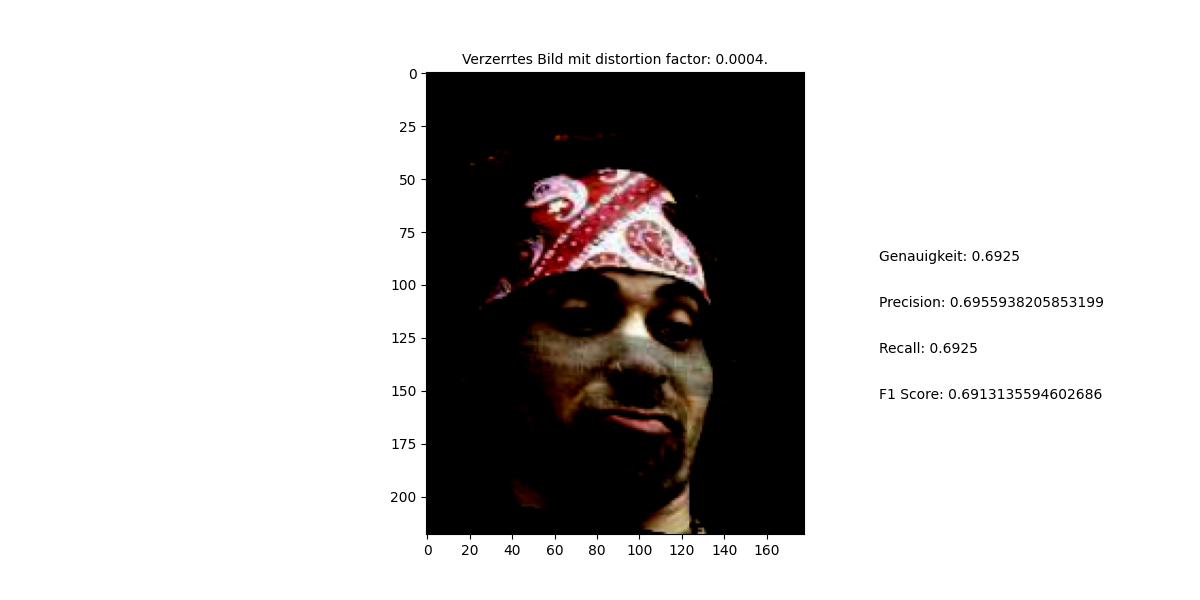 Verzerrtes Bild mit distortion factor: 0.0004.
0
25
50
75
100
125
150
175
200
0 20 40 60 80 100 120 140 160
Genauigkeit: 0.6925
Precision: 0.6955938205853199
Recall: 0.6925
F1 Score: 0.6913135594602686